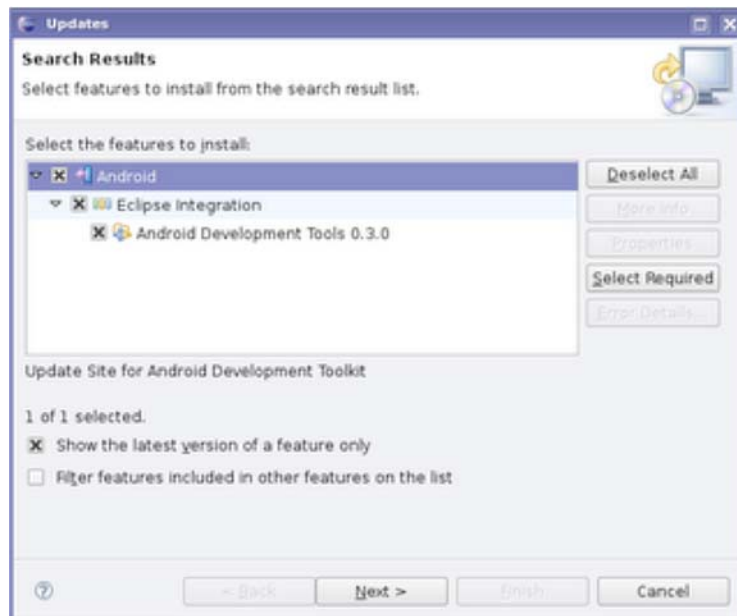 Updates
Search Results
Select features to install from the search result list.
Select the features to install:
Android
Eclipse Integration
Android Development Tools 0.3.0
Deselect All
More Info
Properties
Select Required
Error Details...
Update Site for Android Development Toolkit
1 of 1 selected.
Show the latest version of a feature only
Filter features included in other features on the list
< Back
Next >
Finish
Cancel